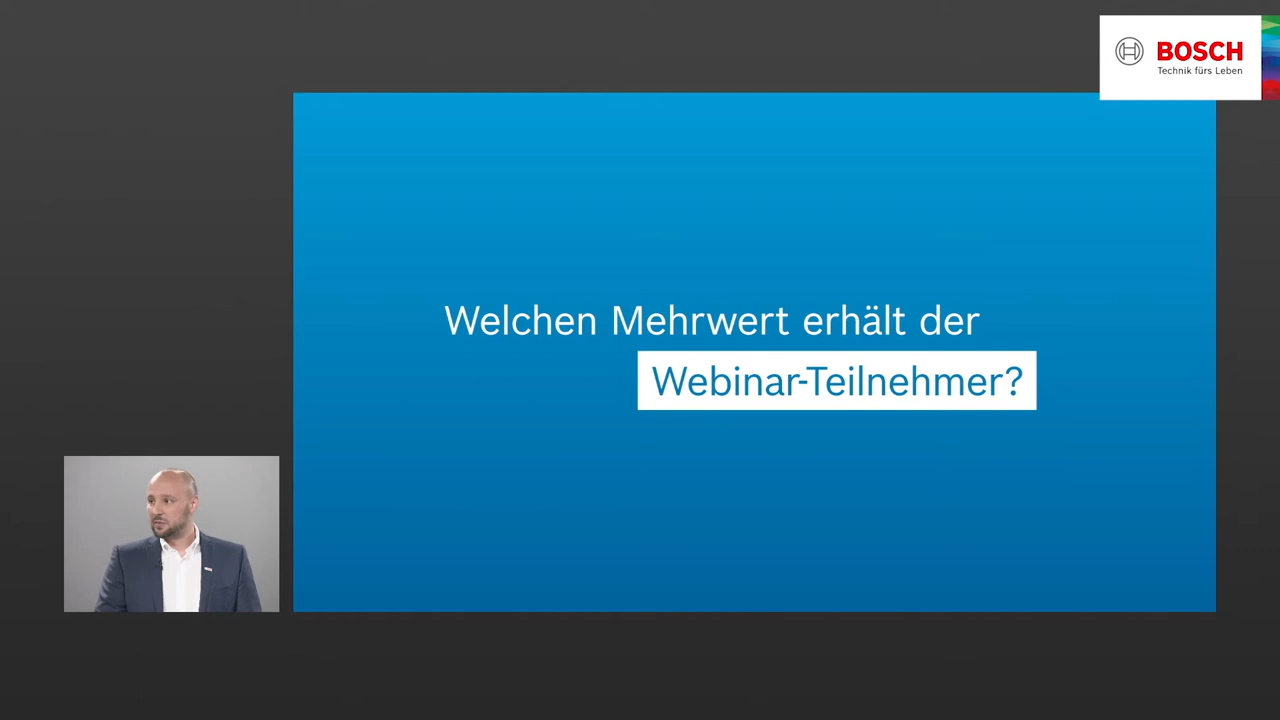 BOSCH
Technik fürs Leben
Welchen Mehrwert erhält der
Webinar-Teilnehmer?